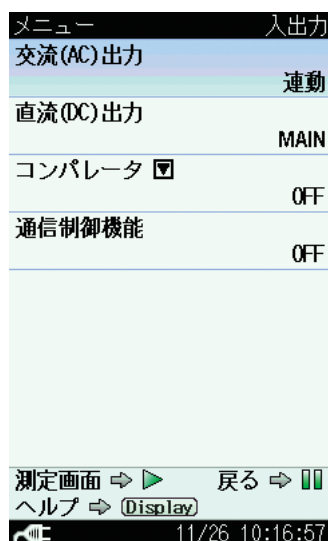 メニュー 入出力
交流(AC)出力
連動
直流(DC)出力
MAIN
コンパレータ ▼
OFF
通信制御機能
OFF
測定画面 ⇨ ▷ 戻る ⇨ ▯▯
ヘルプ ⇨ Display
11/26 10:16:57